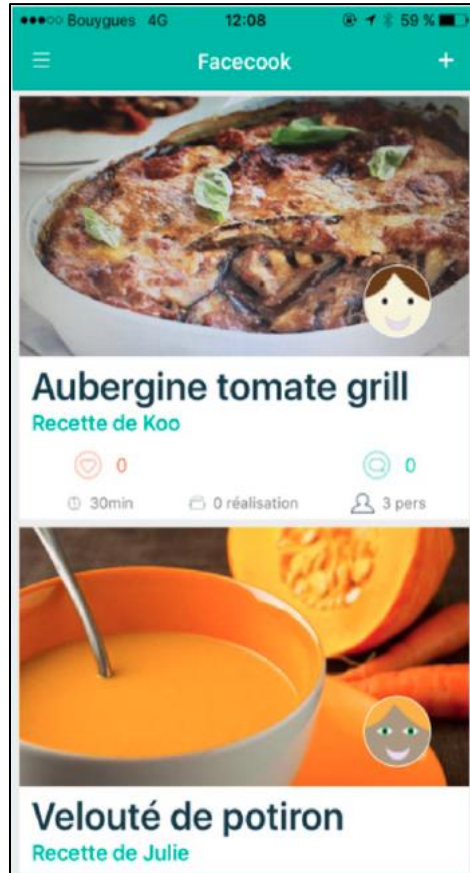 Bouygues 4G 12:08 59 %
Facecook +
Aubergine tomate grill
Recette de Koo
0 0
30min 0 réalisation 3 pers
Velouté de potiron
Recette de Julie